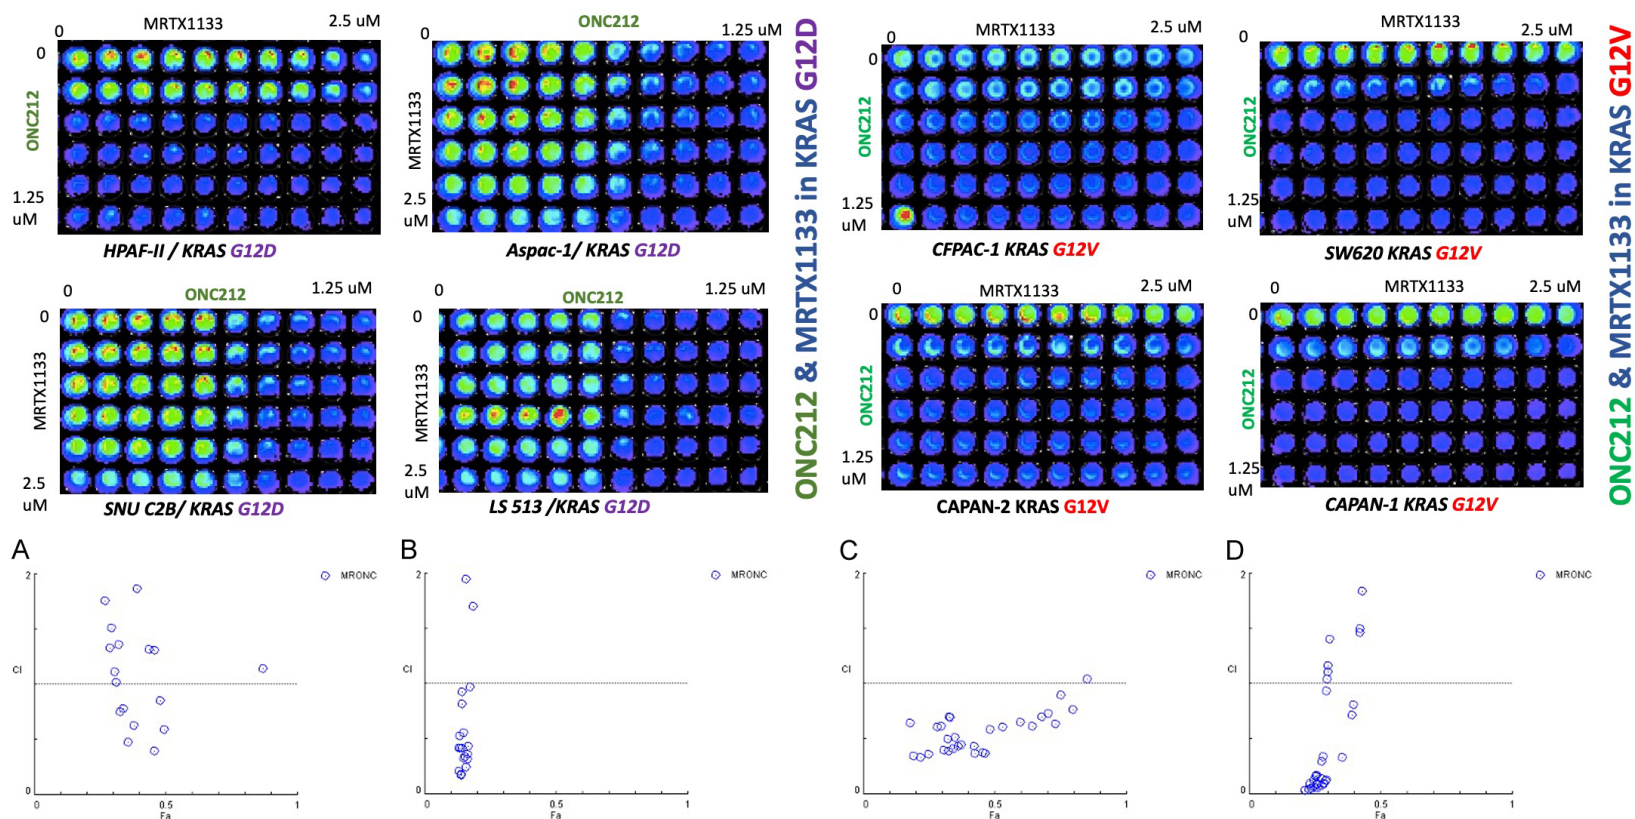 MRTX1133
0
2.5 uM
0
ONC212
1.25
uM
HPAF-II / KRAS G12D
ONC212
0
1.25 uM
0
MRTX1133
2.5
uM
Aspac-1/ KRAS G12D
0
ONC212
1.25 uM
0
MRTX1133
2.5
uM
SNU C2B/ KRAS G12D
0
ONC212
1.25 uM
0
MRTX1133
2.5
uM
LS 513 /KRAS G12D
ONC212 & MRTX1133 in KRAS G12D
0
MRTX1133
2.5 uM
0
ONC212
1.25
uM
CFPAC-1 KRAS G12V
MRTX1133
0
2.5 uM
0
ONC212
1.25
uM
SW620 KRAS G12V
0
MRTX1133
2.5 uM
0
ONC212
1.25
uM
CAPAN-2 KRAS G12V
0
MRTX1133
2.5 uM
0
ONC212
1.25
uM
CAPAN-1 KRAS G12V
ONC212 & MRTX1133 in KRAS G12V
A
2
CI
0
0
0.5
1
Fa
MRONC
B
2
CI
0
0
0.5
1
Fa
MRONC
C
2
CI
0
0
0.5
1
Fa
MRONC
D
2
CI
0
0
0.5
1
Fa
MRONC